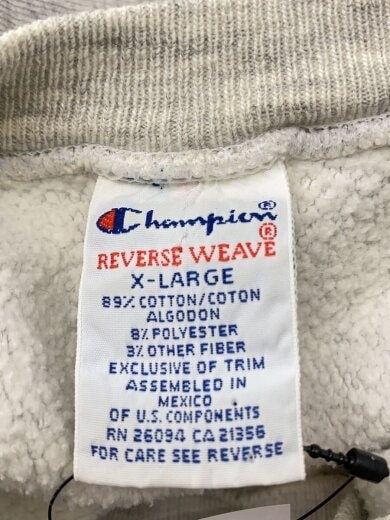 Champion ®
REVERSE WEAVE ®
X-LARGE
89% COTTON/COTON
ALGODON
8% POLYESTER
3% OTHER FIBER
EXCLUSIVE OF TRIM
ASSEMBLED IN
MEXICO
OF U.S. COMPONENTS
RN 26094 CA 21356
FOR CARE SEE REVERSE